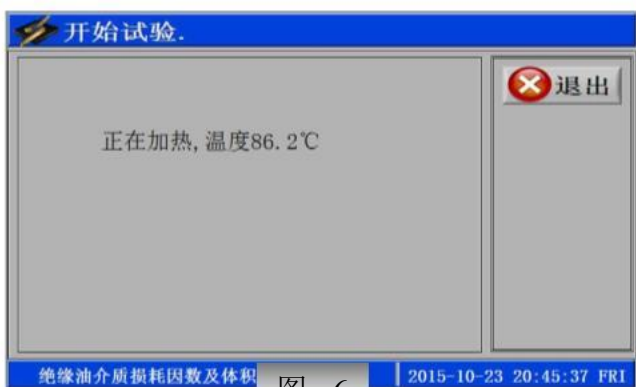 开始试验.
退出
正在加热,温度86.2℃
绝缘油介质损耗因数及体积
图 6
2015-10-23 20:45:37 FRI